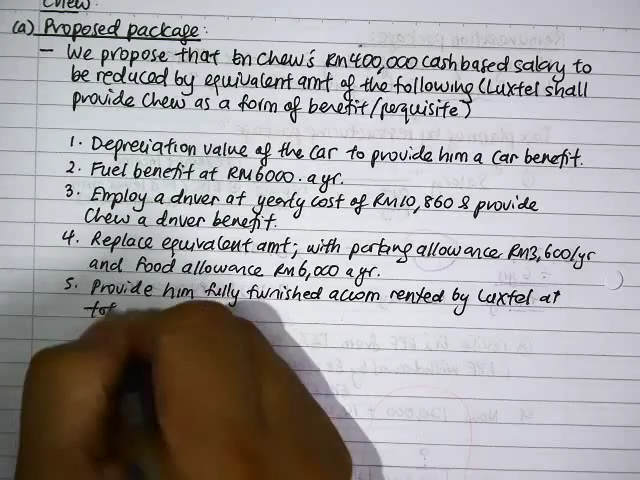 Chew:
(a) Proposed package:
- We propose that En Chew's RM400,000 cash based salary to
be reduced by equivalent amt of the following (Luxtel shall
provide Chew as a form of benefit/perquisite)
1. Depreciation value of the car to provide him a car benefit.
2. Fuel benefit at RM6000. a yr.
3. Employ a driver at yearly cost of RM10,860 & provide
Chew a driver benefit.
4. Replace equivalent amt; with parking allowance RM3,600/yr
and Food allowance RM6,000 a yr.
5. Provide him fully furnished accom rented by Luxtel at